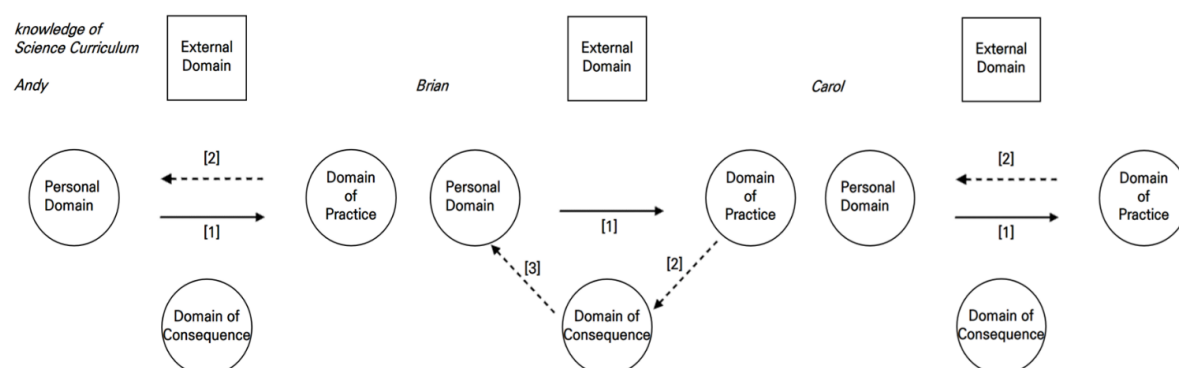 knowledge of
Science Curriculum
Andy
External
Domain
Personal
Domain
[2]
[1]
Domain
of
Practice
Domain of
Consequence
Brian
External
Domain
Personal
Domain
[1]
Domain
of
Practice
[3]
[2]
Domain of
Consequence
Carol
External
Domain
Personal
Domain
[2]
[1]
Domain
of
Practice
Domain of
Consequence